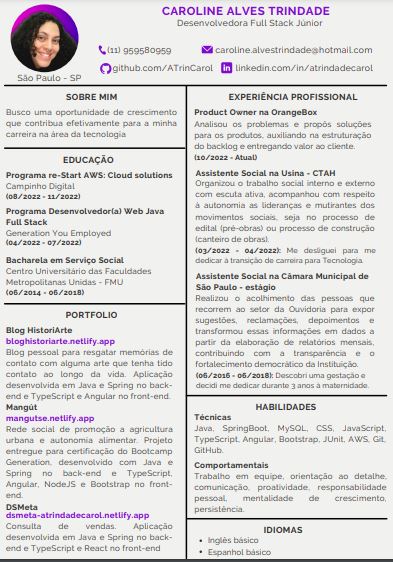 CAROLINE ALVES TRINDADE
Desenvolvedora Full Stack Júnior
(11) 959580959
caroline.alvestrindade@hotmail.com
github.com/ATrinCarol
linkedin.com/in/atrindadecarol
São Paulo - SP
SOBRE MIM
Busco uma oportunidade de crescimento
que contribua efetivamente para a minha
carreira na área da tecnologia
EDUCAÇÃO
Programa re-Start AWS: Cloud solutions
Campinho Digital
(08/2022 - 11/2022)
Programa Desenvolvedor(a) Web Java
Full Stack
Generation You Employed
(04/2022 - 07/2022)
Bacharela em Serviço Social
Centro Universitário das Faculdades
Metropolitanas Unidas - FMU
(06/2014 - 06/2018)
PORTFOLIO
Blog HistoriArte
bloghistoriarte.netlify.app
Blog pessoal para resgatar memórias de
contato com alguma arte que tenha tido
contato ao longo da vida. Aplicação
desenvolvida em Java e Spring no back-
end e TypeScript e Angular no front-end.
Mangút
mangutse.netlify.app
Rede social de promoção a agricultura
urbana e autonomia alimentar. Projeto
entregue para certificação do Bootcamp
Generation, desenvolvido com Java e
Spring no back-end e TypeScript,
Angular, NodeJS e Bootstrap no front-
end.
DSMeta
dsmeta-atrindadecarol.netlify.app
Consulta de vendas. Aplicação
desenvolvida em Java e Spring no back-
end e TypeScript e React no front-end
EXPERIÊNCIA PROFISSIONAL
Product Owner na OrangeBox
Analisou os problemas e propôs soluções
para os produtos, auxiliando na estruturação
do backlog e entregando valor ao cliente.
(10/2022 - Atual)
Assistente Social na Usina - CTAH
Organizou o trabalho social interno e externo
com escuta ativa, acompanhou com respeito
à autonomia as lideranças e mutirantes dos
movimentos sociais, seja no processo de
edital (pré-obras) ou processo de construção
(canteiro de obras).
(03/2022 - 04/2022): Me desliguei para me
dedicar à transição de carreira para Tecnologia.
Assistente Social na Câmara Municipal de
São Paulo - estágio
Realizou o acolhimento das pessoas que
recorrem ao setor da Ouvidoria para expor
sugestões, reclamações, depoimentos e
transformou essas informações em dados a
partir da elaboração de relatórios mensais,
contribuindo com a transparência e o
fortalecimento democrático da Instituição.
(06/2016 - 06/2018): Descobri uma gestação e
decidi me dedicar durante 3 anos à maternidade.
HABILIDADES
Técnicas
Java, SpringBoot, MySQL, CSS, JavaScript,
TypeScript, Angular, Bootstrap, JUnit, AWS, Git,
GitHub.
Comportamentais
Trabalho em equipe, orientação ao detalhe,
comunicação, proatividade, responsabilidade
pessoal, mentalidade de crescimento,
persistência.
IDIOMAS
• Inglês básico
• Espanhol básico